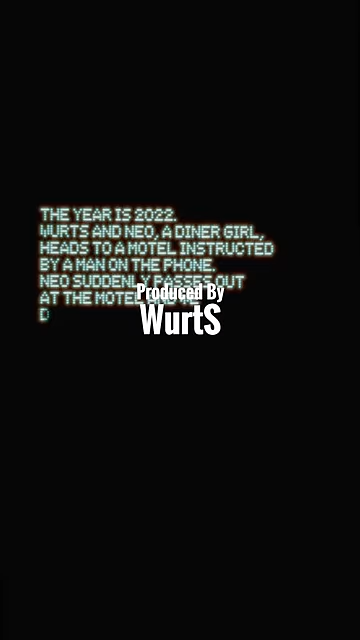 THE YEAR IS 2022.
WURTS AND NEO, A DINER GIRL,
HEADS TO A MOTEL INSTRUCTED
BY A MAN ON THE PHONE.
NEO SUDDENLY PASSES OUT
AT THE MOTEL AND
D
Produced By
WurtS